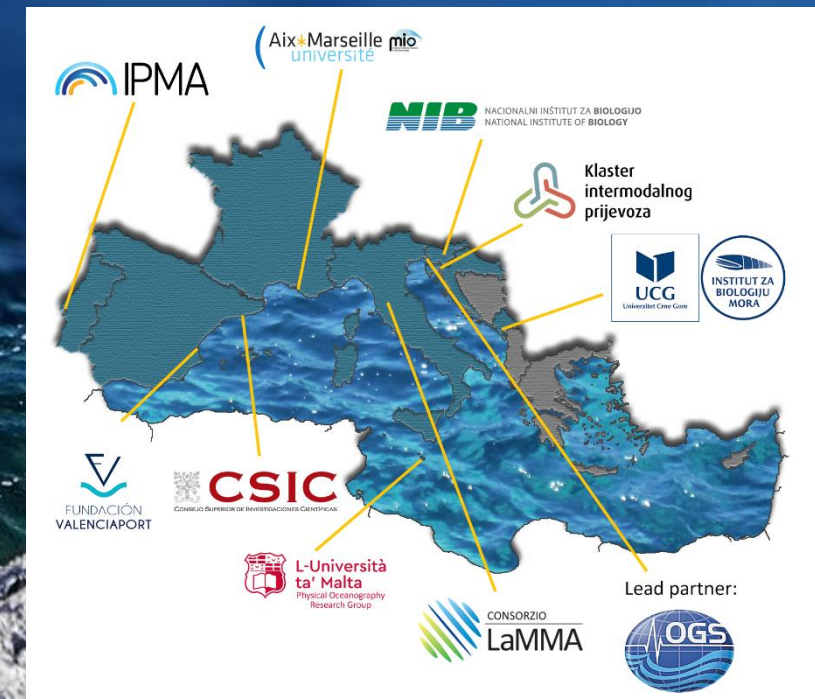 IPMA
Aix*Marseille
université
mio
NIB
NACIONALNI INŠTITUT ZA BIOLOGIJO
NATIONAL INSTITUTE OF BIOLOGY
Klaster
intermodalnog
prijevoza
UCG
Univerzitet Crne Gore
INSTITUT ZA
BIOLOGIJU
MORA
FUNDACIÓN
VALENCIAPORT
CSIC
CONSEJO SUPERIOR DE INVESTIGACIONES CIENTÍFICAS
L-Università
ta' Malta
Physical Oceanography
Research Group
CONSORZIO
LaMMA
Lead partner:
OGS